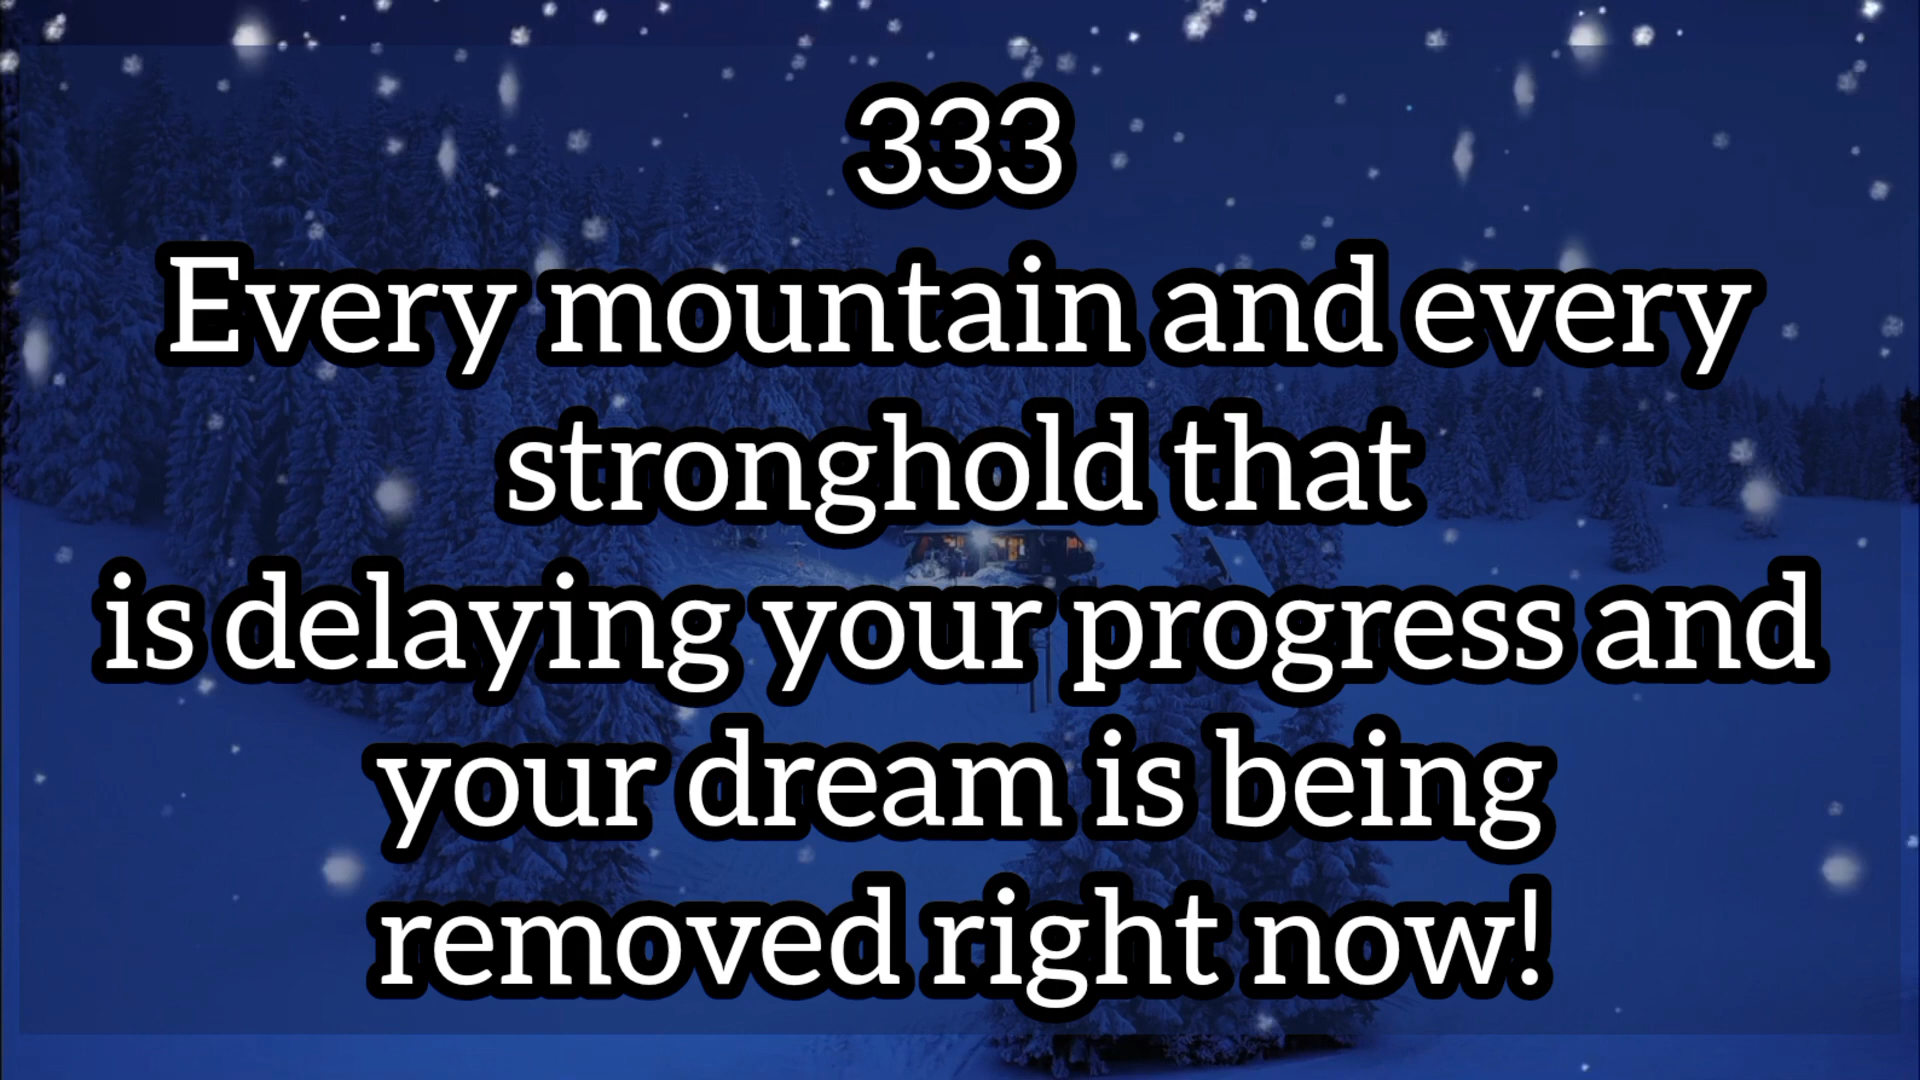 333
Every mountain and every
stronghold that
is delaying your progress and
your dream is being
removed right now!